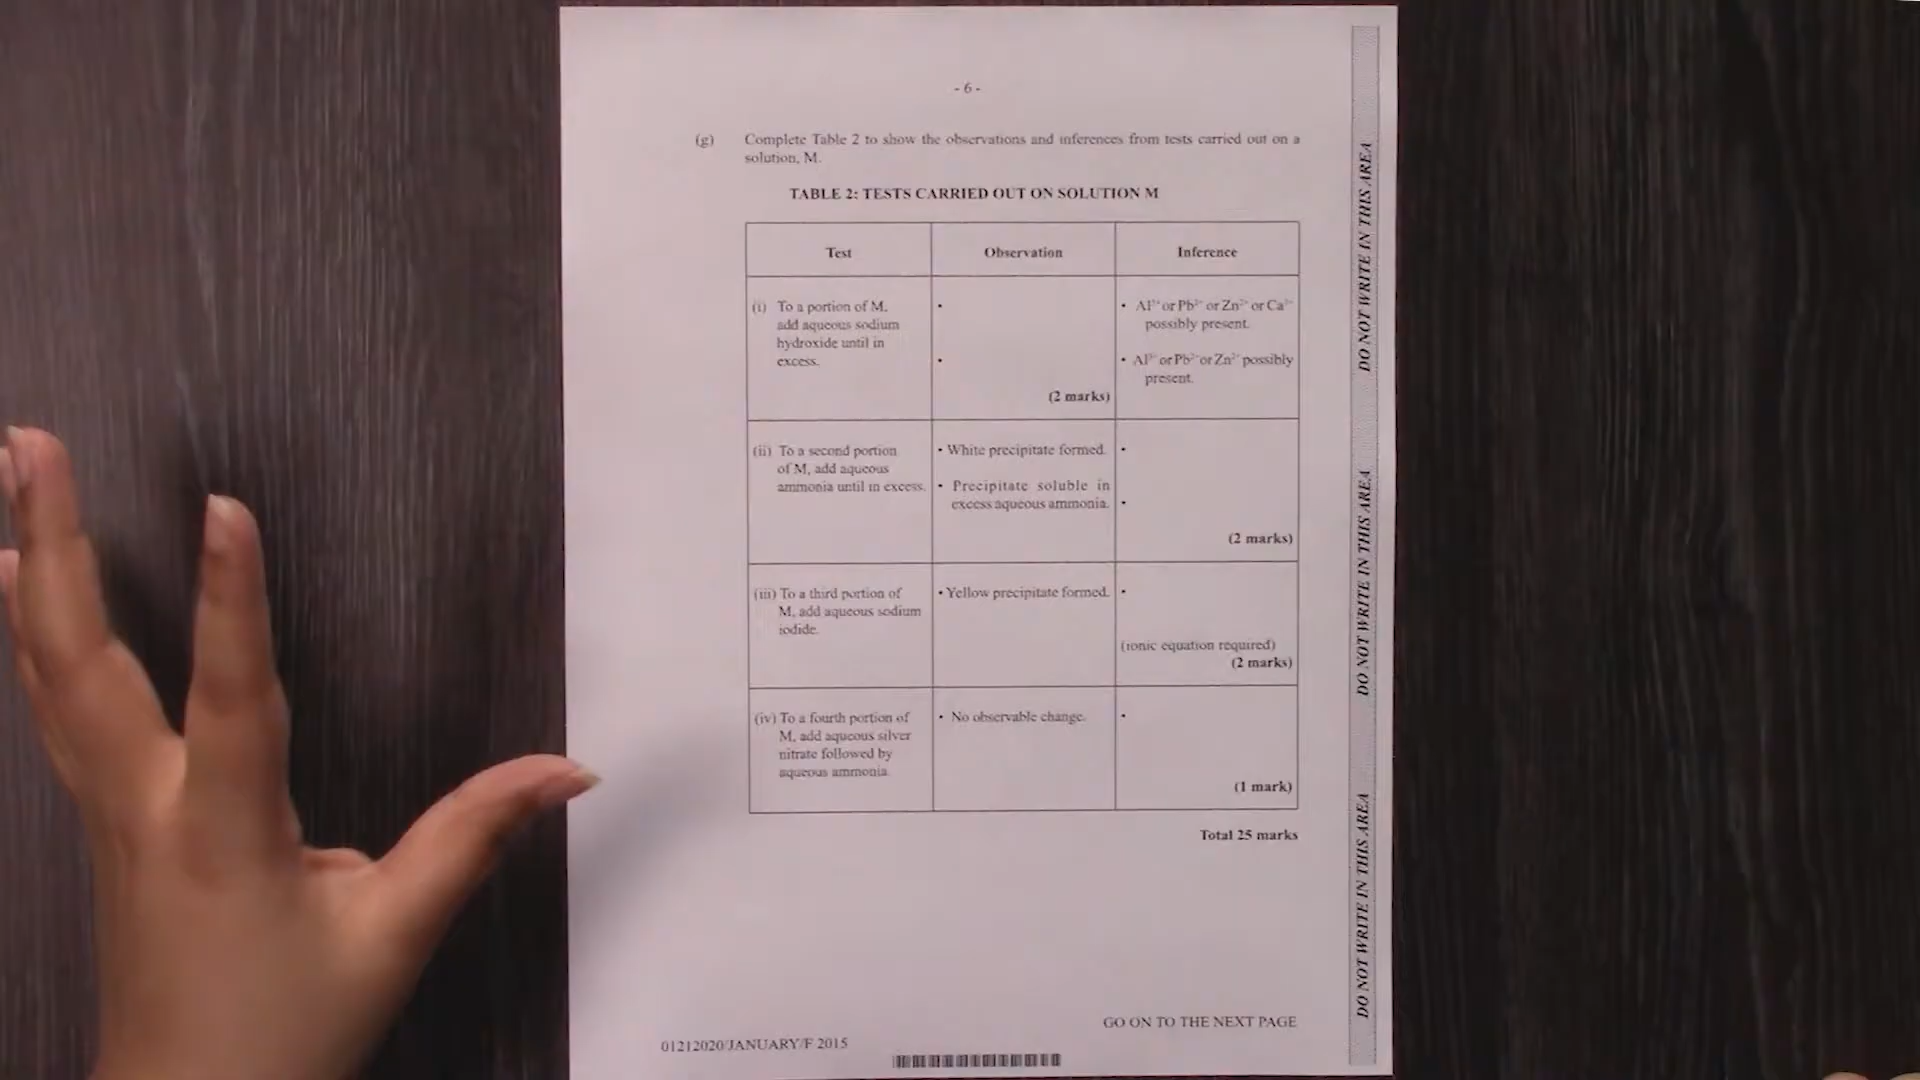 - 6 -
(g) Complete Table 2 to show the observations and inferences from tests carried out on a
solution, M.
TABLE 2: TESTS CARRIED OUT ON SOLUTION M
Test Observation Inference
(i) To a portion of M,
add aqueous sodium
hydroxide until in
excess.
•
•
(2 marks)
• Al³⁺ or Pb²⁺ or Zn²⁺ or Ca²⁺
possibly present.
• Al³⁺ or Pb²⁺ or Zn²⁺ possibly
present.
(ii) To a second portion
of M, add aqueous
ammonia until in excess.
• White precipitate formed.
• Precipitate soluble in
excess aqueous ammonia.
•
•
(2 marks)
(iii) To a third portion of
M, add aqueous sodium
iodide.
• Yellow precipitate formed.
•
(ionic equation required)
(2 marks)
(iv) To a fourth portion of
M, add aqueous silver
nitrate followed by
aqueous ammonia.
• No observable change.
•
(1 mark)
Total 25 marks
GO ON TO THE NEXT PAGE
01212020/JANUARY/F 2015
DO NOT WRITE IN THIS AREA
DO NOT WRITE IN THIS AREA
DO NOT WRITE IN THIS AREA